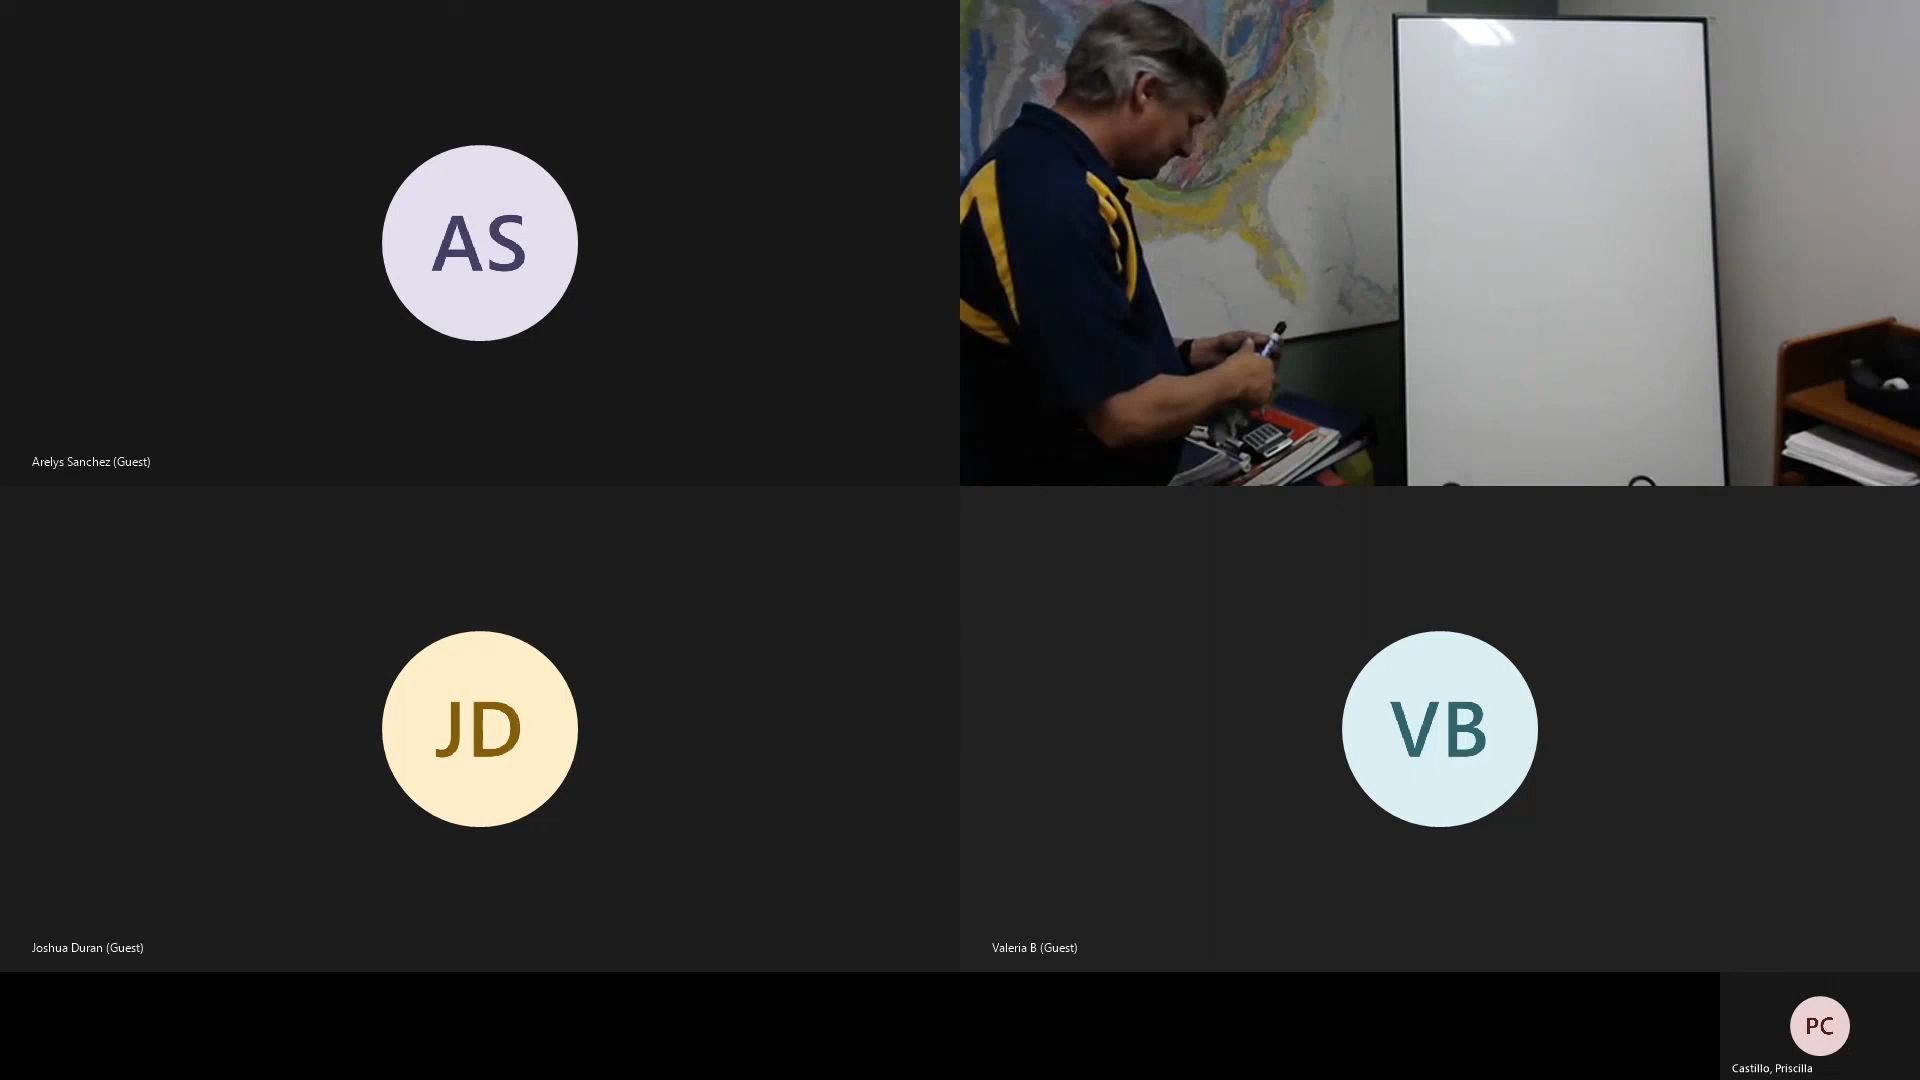 AS
Arelys Sanchez (Guest)
JD
Joshua Duran (Guest)
VB
Valeria B (Guest)
PC
Castillo, Priscilla